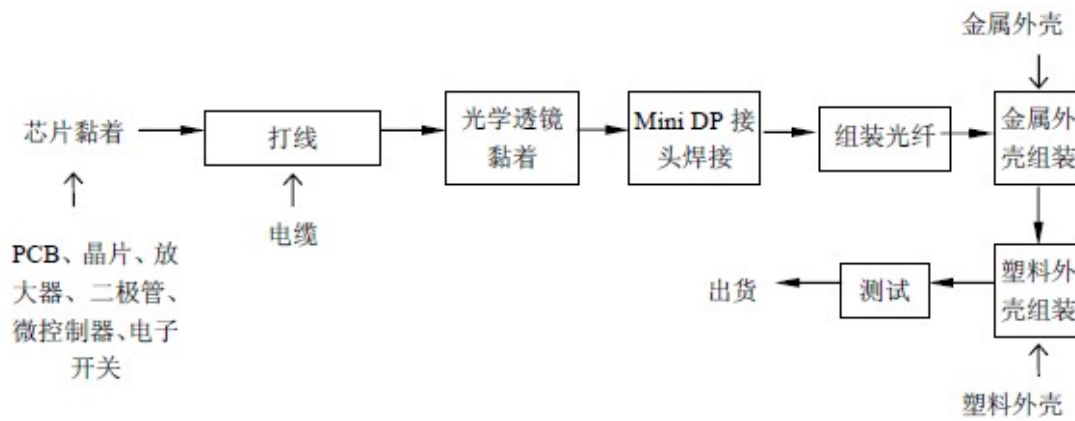 金属外壳
芯片黏着
打线
光学透镜
黏着
Mini DP 接
头焊接
组装光纤
金属外
壳组装
电缆
PCB、晶片、放
大器、二极管、
微控制器、电子
开关
出货
测试
塑料外
壳组装
塑料外壳